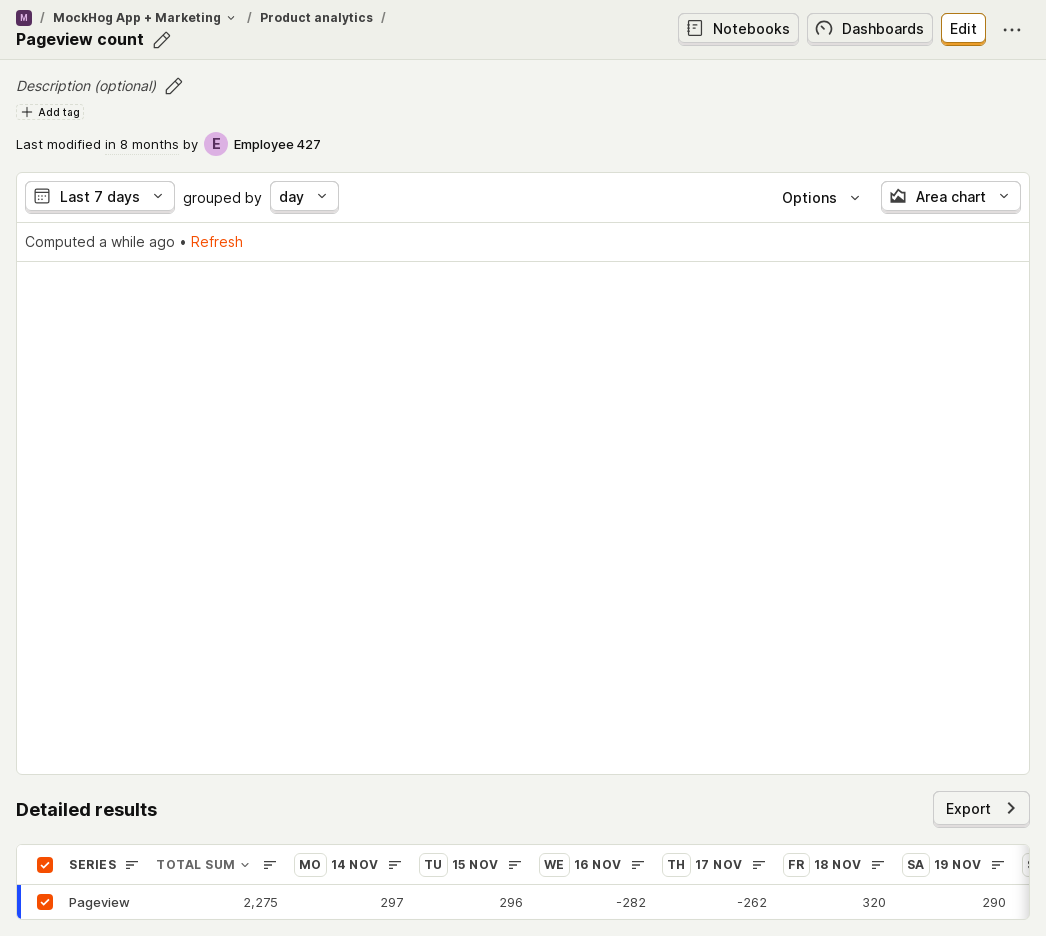 M / MockHog App + Marketing / Product analytics /
Pageview count
Notebooks
Dashboards
Edit
Description (optional)
Add tag
Last modified in 8 months by E Employee 427
Last 7 days grouped by day
Options
Area chart
Computed a while ago • Refresh
Detailed results
Export
SERIES TOTAL SUM MO 14 NOV TU 15 NOV WE 16 NOV TH 17 NOV FR 18 NOV SA 19 NOV
Pageview 2,275 297 296 -282 -262 320 290